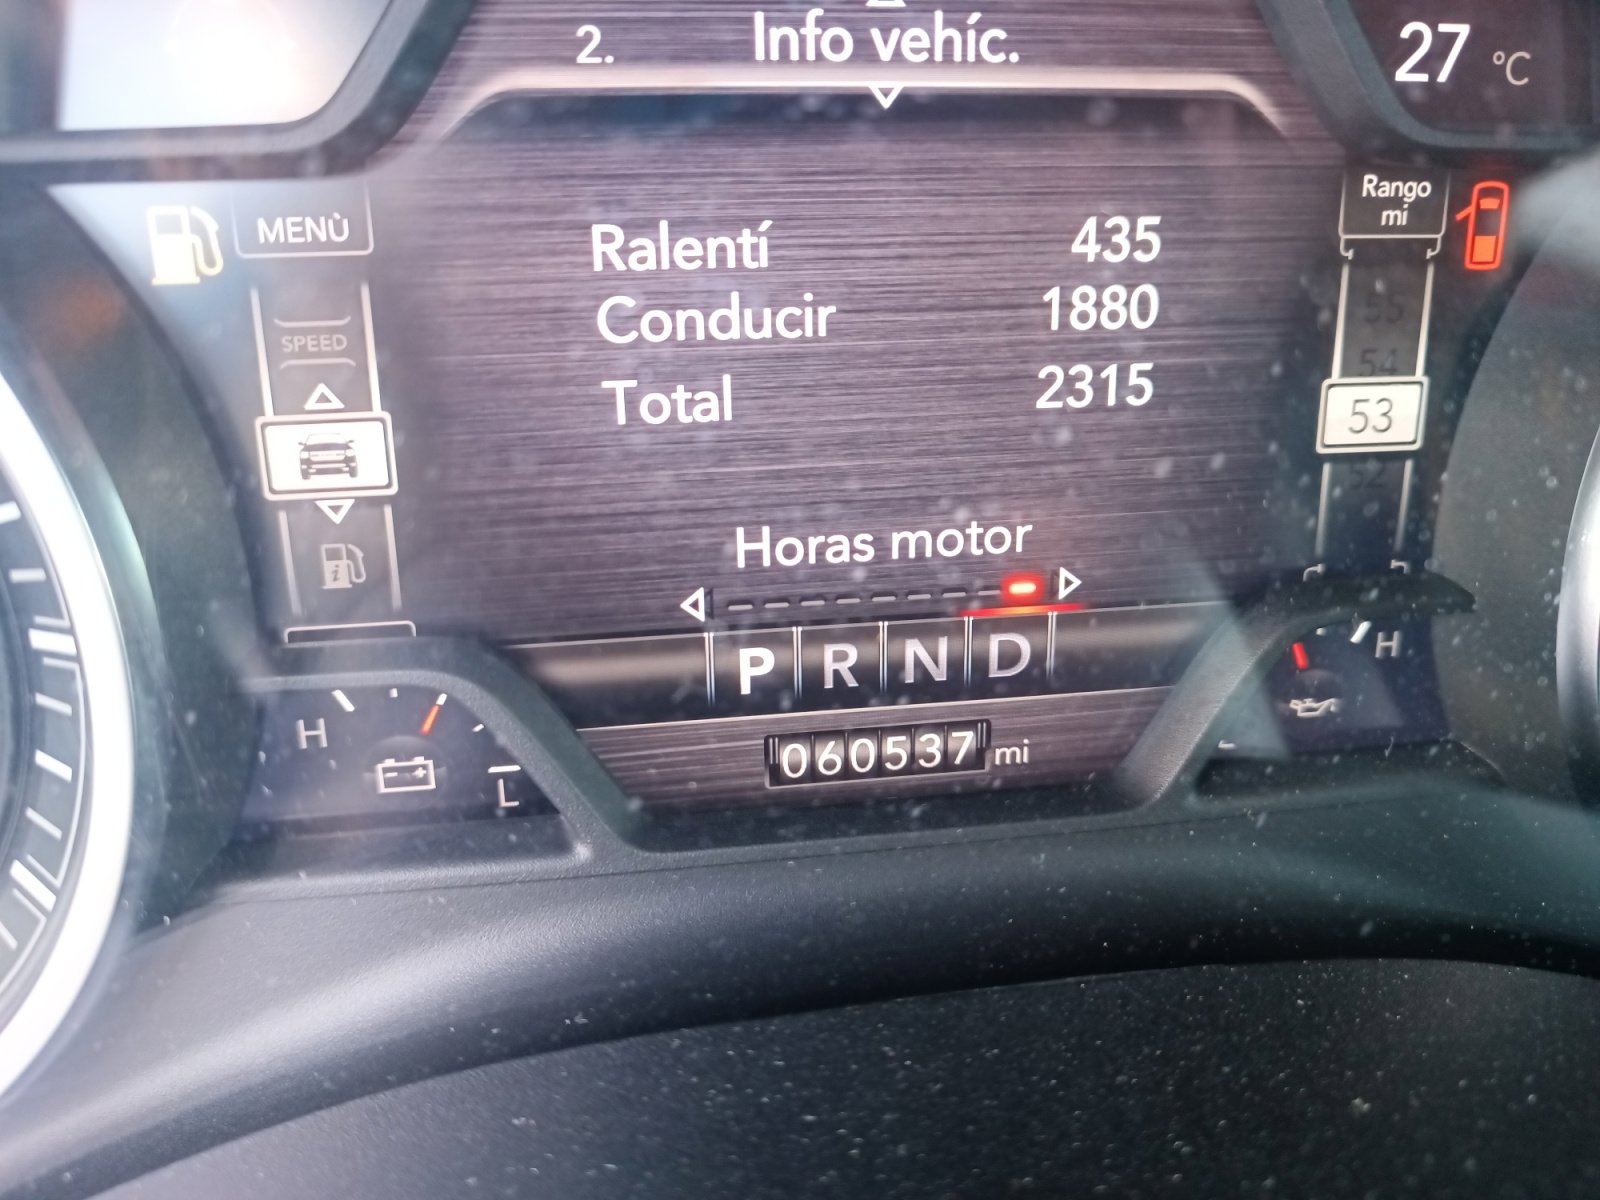 2. Info vehíc.
27 °C
MENÙ
Rango
mi
Ralentí 435
Conducir 1880
Total 2315
SPEED
55
54
53
52
Horas motor
P R N D
060537 mi
H
L
H